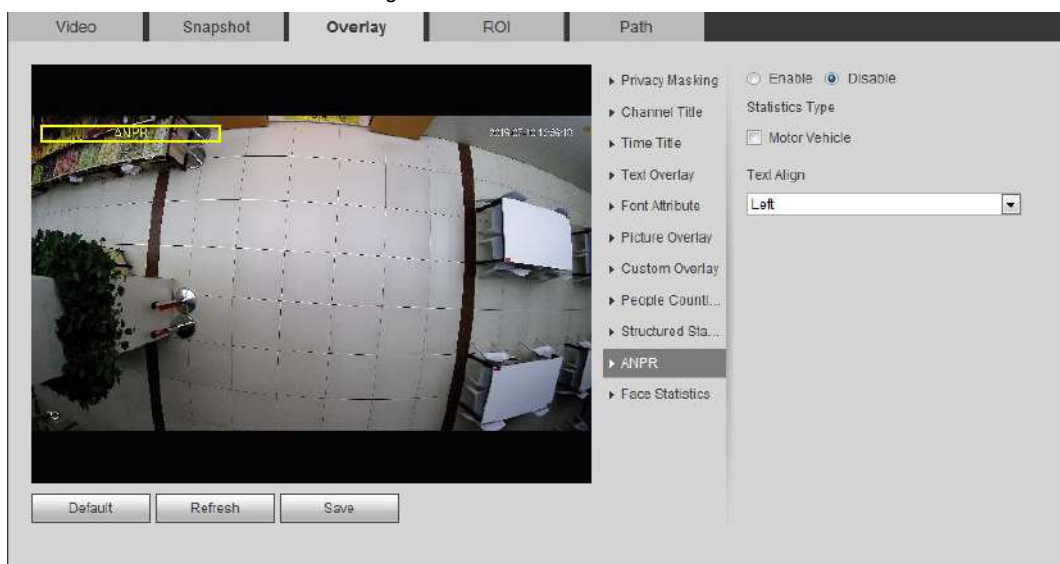 Video
Snapshot
Overlay
ROI
Path
ANPR
Privacy Masking
Channel Title
Time Title
Text Overlay
Font Attribute
Picture Overlay
Custom Overlay
People Counti...
Structured Sta...
ANPR
Face Statistics
Enable
Disable
Statistics Type
Motor Vehicle
Text Align
Left
Default
Refresh
Save